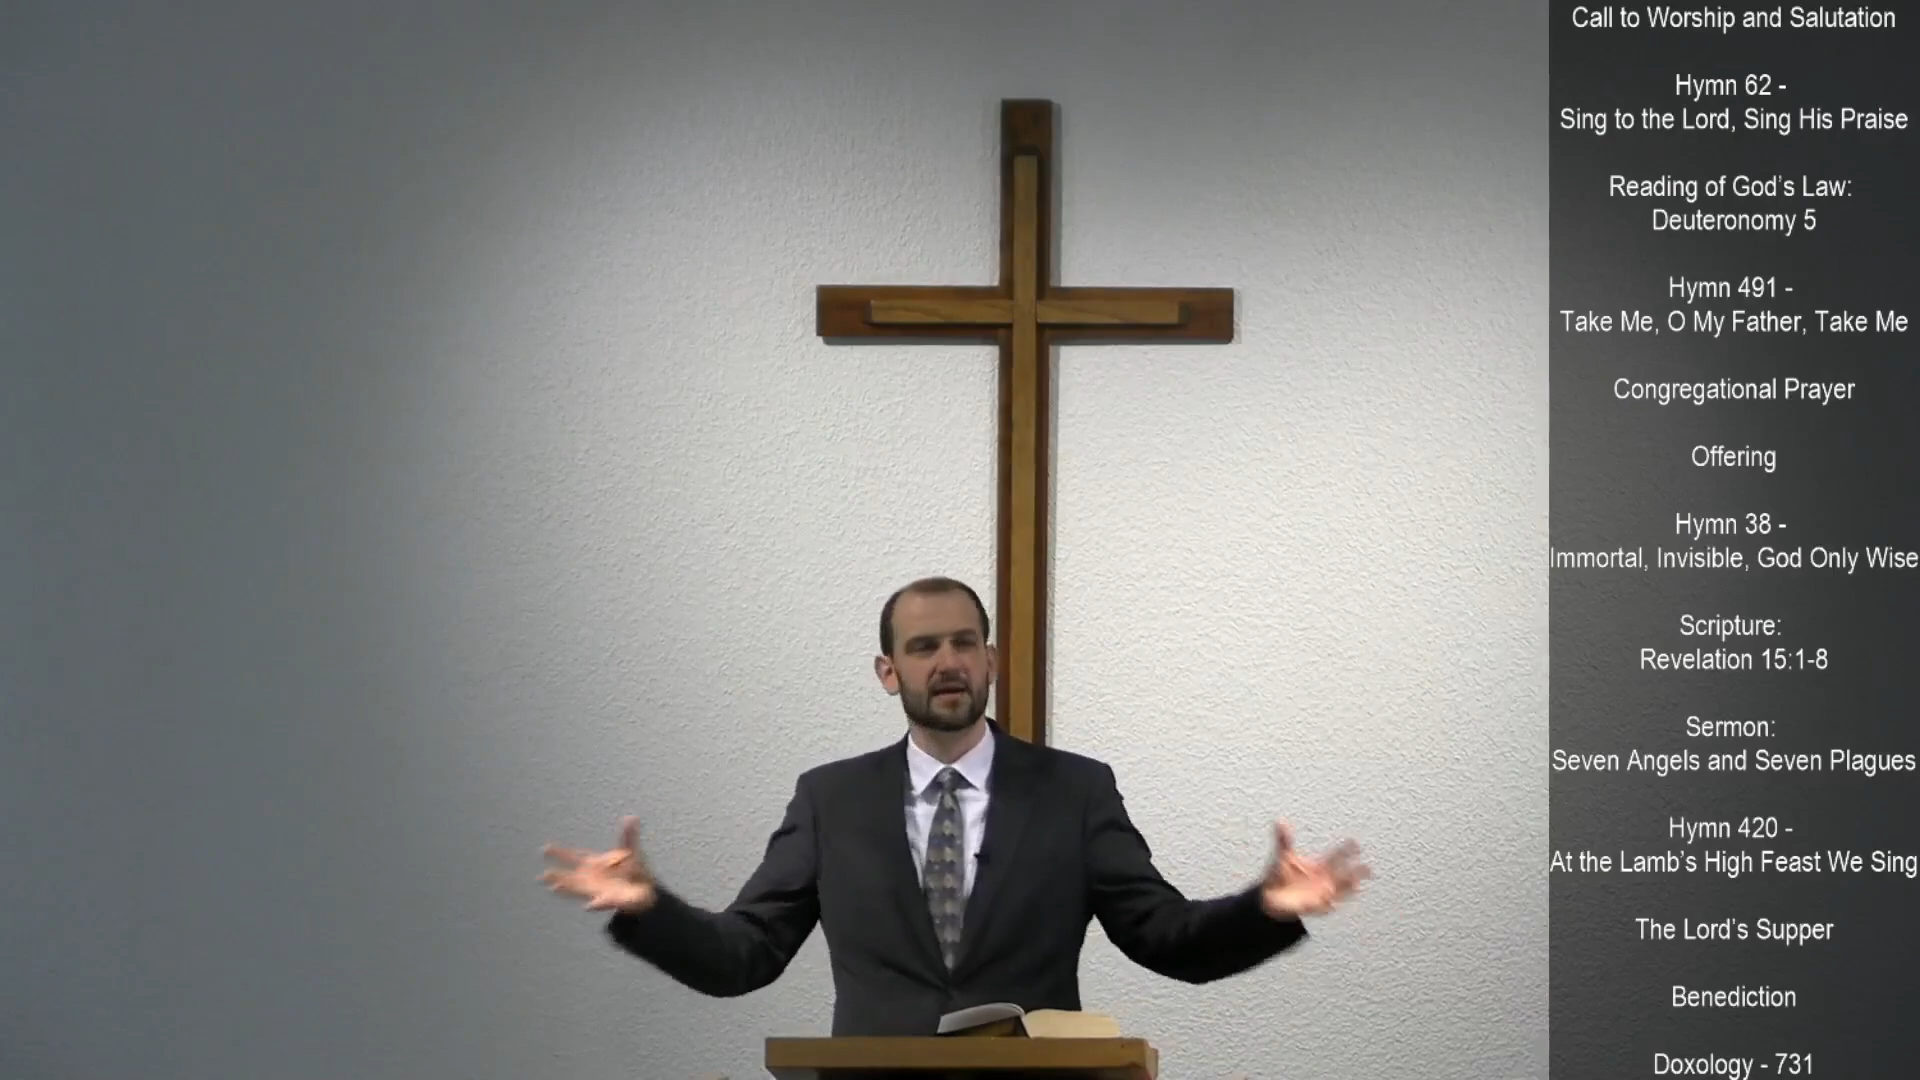 Call to Worship and Salutation
Hymn 62 -
Sing to the Lord, Sing His Praise
Reading of God's Law:
Deuteronomy 5
Hymn 491 -
Take Me, O My Father, Take Me
Congregational Prayer
Offering
Hymn 38 -
Immortal, Invisible, God Only Wise
Scripture:
Revelation 15:1-8
Sermon:
Seven Angels and Seven Plagues
Hymn 420 -
At the Lamb's High Feast We Sing
The Lord's Supper
Benediction
Doxology - 731